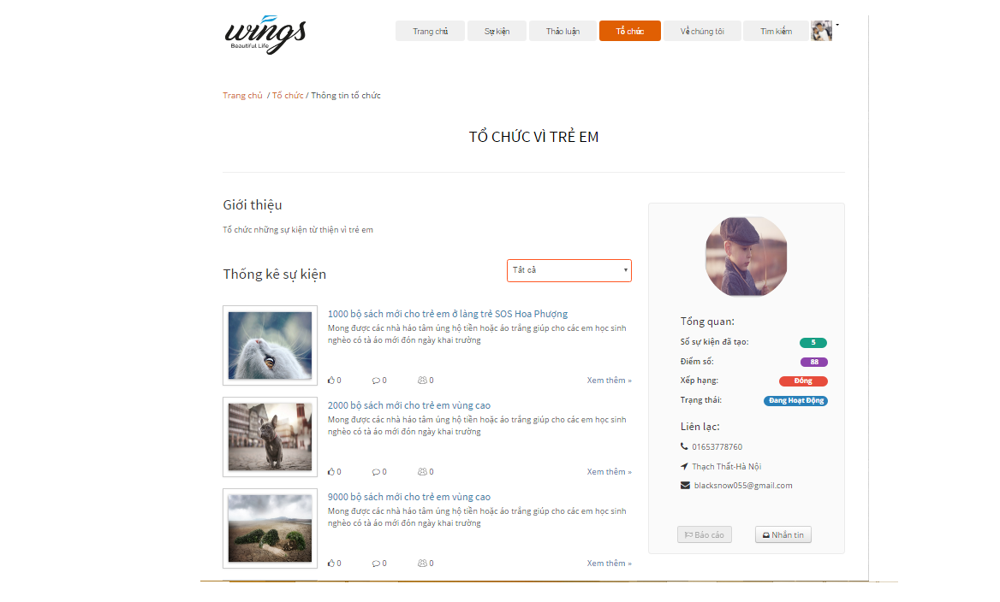 wings
Beautiful Life
Trang chủ Sự kiện Thảo luận Tổ chức Về chúng tôi Tìm kiếm
Trang chủ / Tổ chức / Thông tin tổ chức
TỔ CHỨC VÌ TRẺ EM
Giới thiệu
Tổ chức những sự kiện từ thiện vì trẻ em
Thống kê sự kiện
Tất cả
1000 bộ sách mới cho trẻ em ở làng trẻ SOS Hoa Phượng
Mong được các nhà hảo tâm ủng hộ tiền hoặc áo trắng giúp cho các em học sinh
nghèo có tà áo mới đón ngày khai trường
0 0 0 Xem thêm »
2000 bộ sách mới cho trẻ em vùng cao
Mong được các nhà hảo tâm ủng hộ tiền hoặc áo trắng giúp cho các em học sinh
nghèo có tà áo mới đón ngày khai trường
0 0 0 Xem thêm »
9000 bộ sách mới cho trẻ em vùng cao
Mong được các nhà hảo tâm ủng hộ tiền hoặc áo trắng giúp cho các em học sinh
nghèo có tà áo mới đón ngày khai trường
0 0 0 Xem thêm »
Tổng quan:
Số sự kiện đã tạo: 5
Điểm số: 88
Xếp hạng: Đồng
Trạng thái: Đang Hoạt Động
Liên lạc:
01653778760
Thạch Thất-Hà Nội
blacksnow055@gmail.com
Báo cáo Nhắn tin